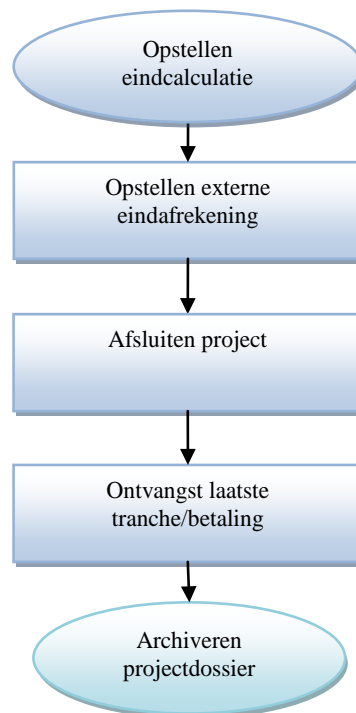 Opstellen
eindcalculatie
Opstellen externe
eindafrekening
Afsluiten project
Ontvangst laatste
tranche/betaling
Archiveren
projectdossier